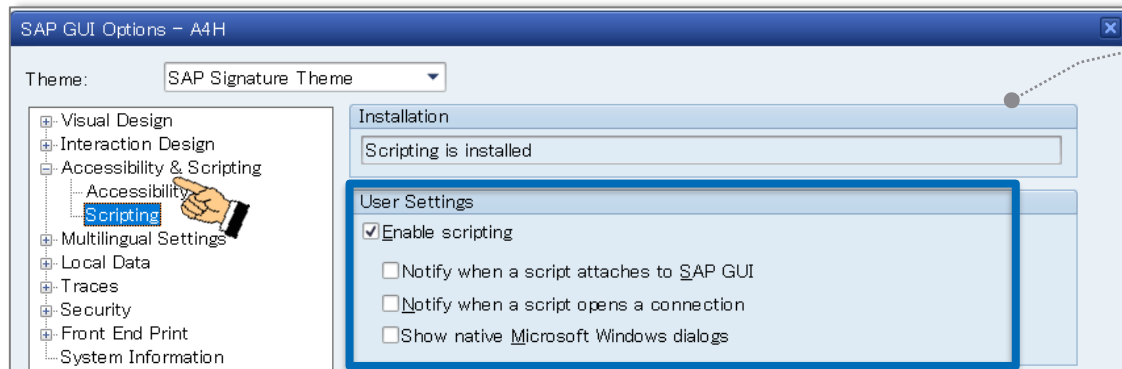 SAP GUI Options - A4H
Theme: SAP Signature Theme
Visual Design
Interaction Design
Accessibility & Scripting
Accessibility
Scripting
Multilingual Settings
Local Data
Traces
Security
Front End Print
System Information
Installation
Scripting is installed
User Settings
Enable scripting
Notify when a script attaches to SAP GUI
Notify when a script opens a connection
Show native Microsoft Windows dialogs